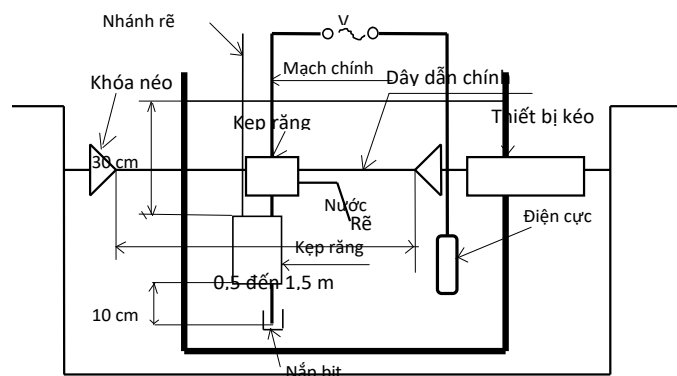 Nhánh rẽ
V
Mạch chính
Khóa néo
Dây dẫn chính
Kẹp răng
Thiết bị kéo
30 cm
Nước
Rẽ
Điện cực
Kẹp răng
0,5 đến 1,5 m
10 cm
Nắp bịt